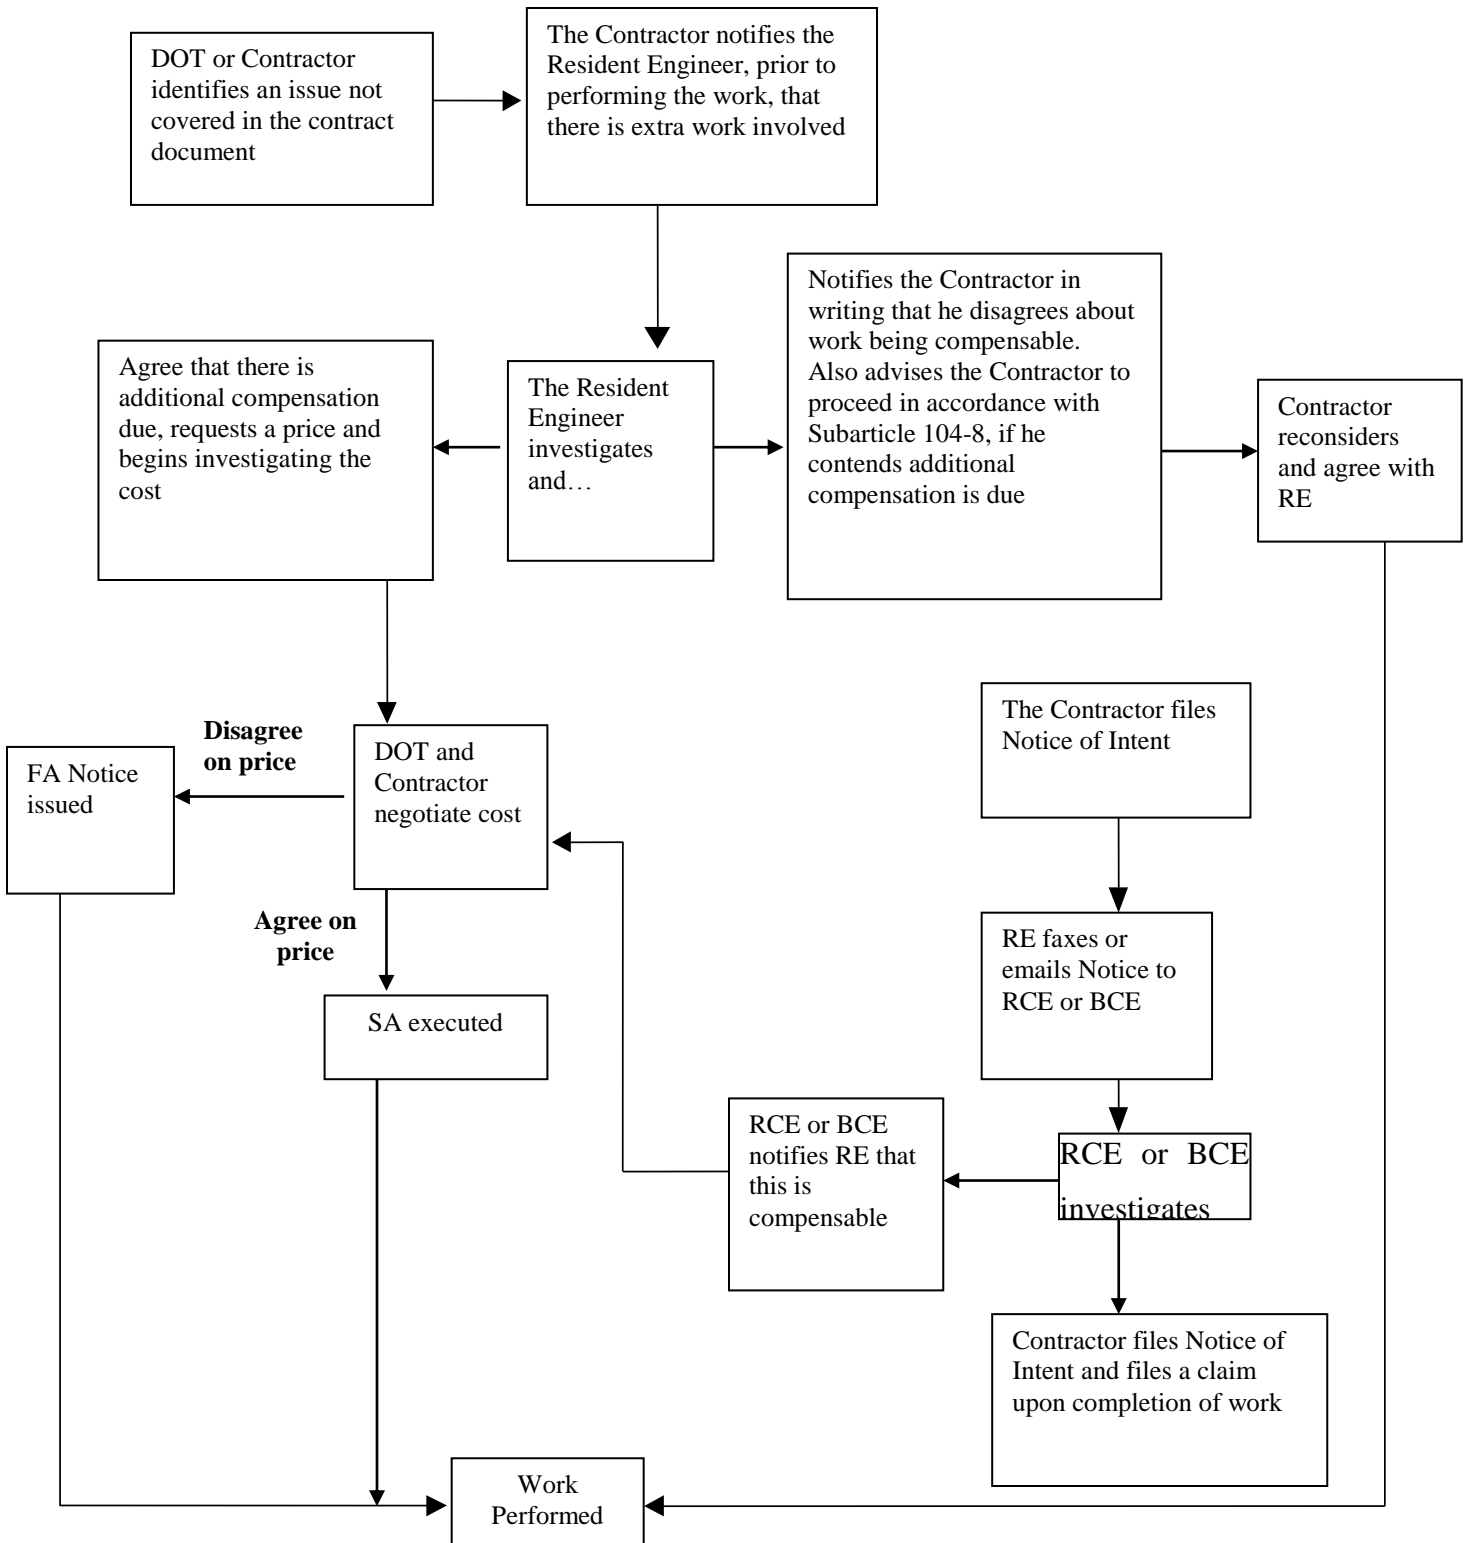 DOT or Contractor
identifies an issue not
covered in the contract
document
The Contractor notifies the
Resident Engineer, prior to
performing the work, that
there is extra work involved
Agree that there is
additional compensation
due, requests a price and
begins investigating the
cost
The Resident
Engineer
investigates
and…
Notifies the Contractor in
writing that he disagrees about
work being compensable.
Also advises the Contractor to
proceed in accordance with
Subarticle 104-8, if he
contends additional
compensation is due
Contractor
reconsiders
and agree with
RE
Disagree
on price
FA Notice
issued
DOT and
Contractor
negotiate cost
The Contractor files
Notice of Intent
Agree on
price
RE faxes or
emails Notice to
RCE or BCE
SA executed
RCE or BCE
notifies RE that
this is
compensable
RCE or BCE
investigates
Contractor files Notice of
Intent and files a claim
upon completion of work
Work
Performed